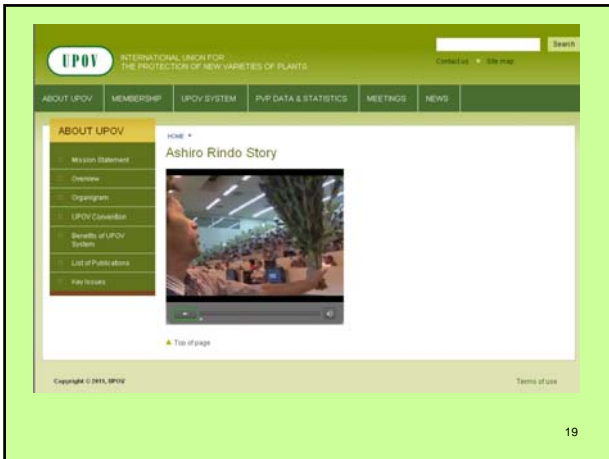 Search
UPOV
INTERNATIONAL UNION FOR
THE PROTECTION OF NEW VARIETIES OF PLANTS
Contact us Site map
ABOUT UPOV MEMBERSHIP UPOV SYSTEM PVP DATA & STATISTICS MEETINGS NEWS
ABOUT UPOV
Mission Statement
Overview
Organigram
UPOV Convention
Benefits of UPOV
System
List of Publications
Key Issues
HOME
Ashiro Rindo Story
Top of page
Copyright © 2011, UPOV
Terms of use
19